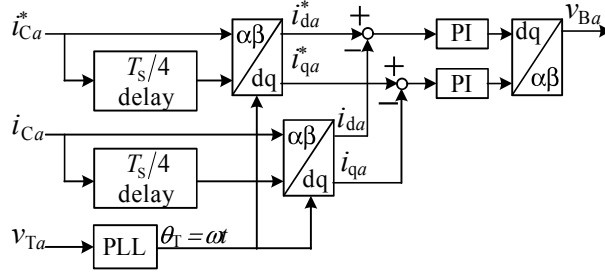 i*Ca
Ts/4
delay
αβ
dq
i*da
i*qa
+
−
+
−
PI
PI
dq
αβ
vBa
iCa
Ts/4
delay
αβ
dq
ida
iqa
vTa
PLL
θT = ωt